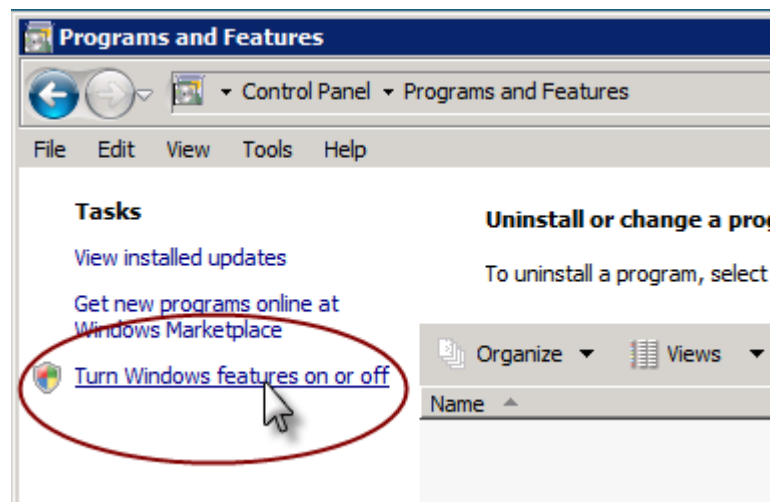 Programs and Features
Control Panel Programs and Features
File Edit View Tools Help
Tasks
View installed updates
Get new programs online at
Windows Marketplace
Turn Windows features on or off
Uninstall or change a
To uninstall a program, select
Organize Views
Name